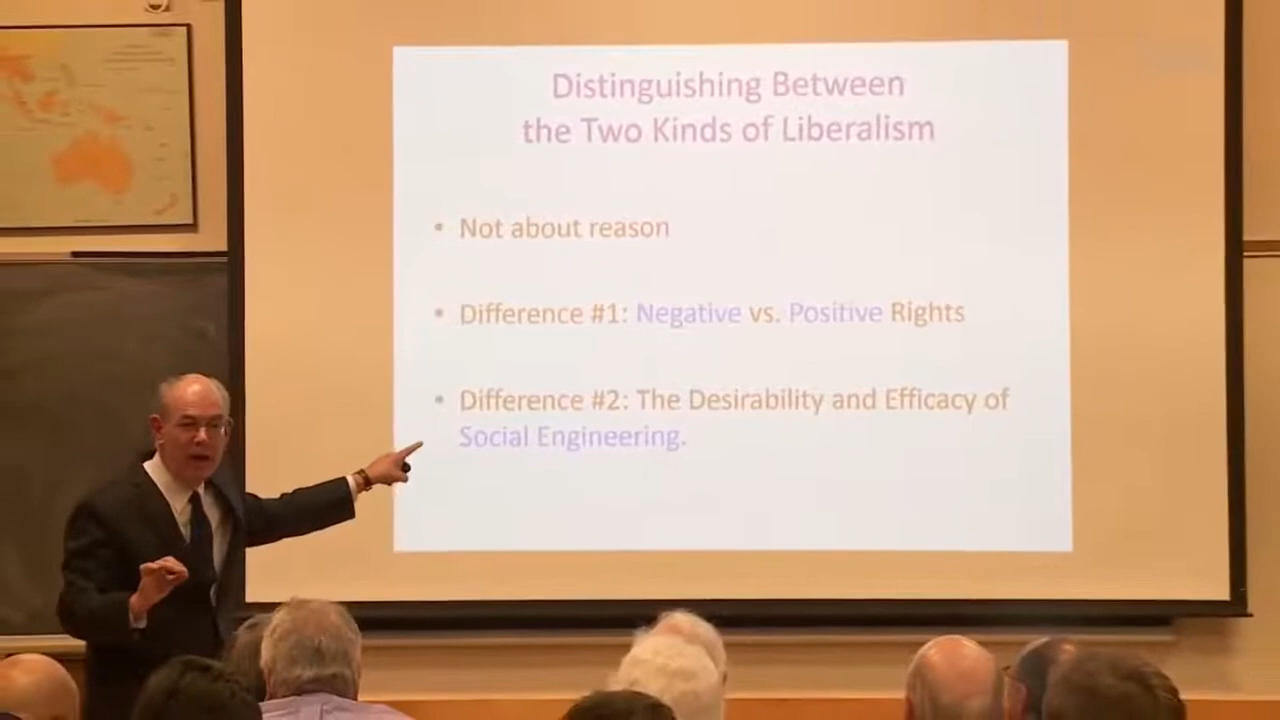 Distinguishing Between
the Two Kinds of Liberalism
• Not about reason
• Difference #1: Negative vs. Positive Rights
• Difference #2: The Desirability and Efficacy of
Social Engineering.